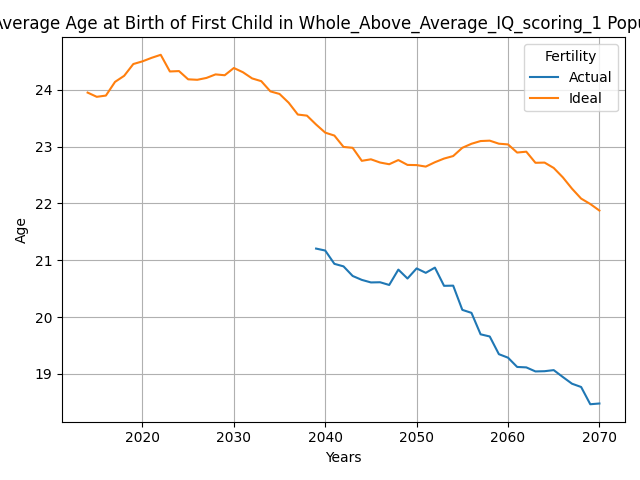 Average Age at Birth of First Child in Whole_Above_Average_IQ_scoring_1
Fertility
Actual
Ideal
24
23
22
21
20
19
Age
2020 2030 2040 2050 2060 2070
Years